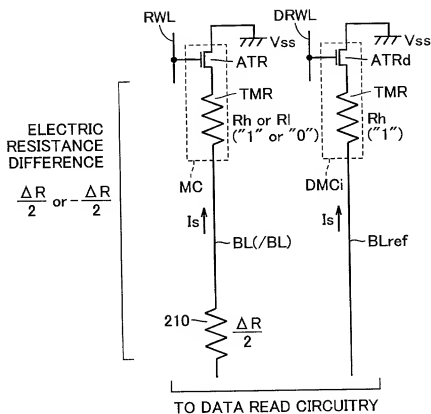 RWL
DRWL
Vss
Vss
ATR
ATRd
TMR
TMR
Rh or Rl
("1" or "0")
Rh
("1")
ELECTRIC
RESISTANCE
DIFFERENCE
ΔR/2 or -ΔR/2
MC
DMCi
Is
Is
BL(/BL)
BLref
210
ΔR/2
TO DATA READ CIRCUITRY